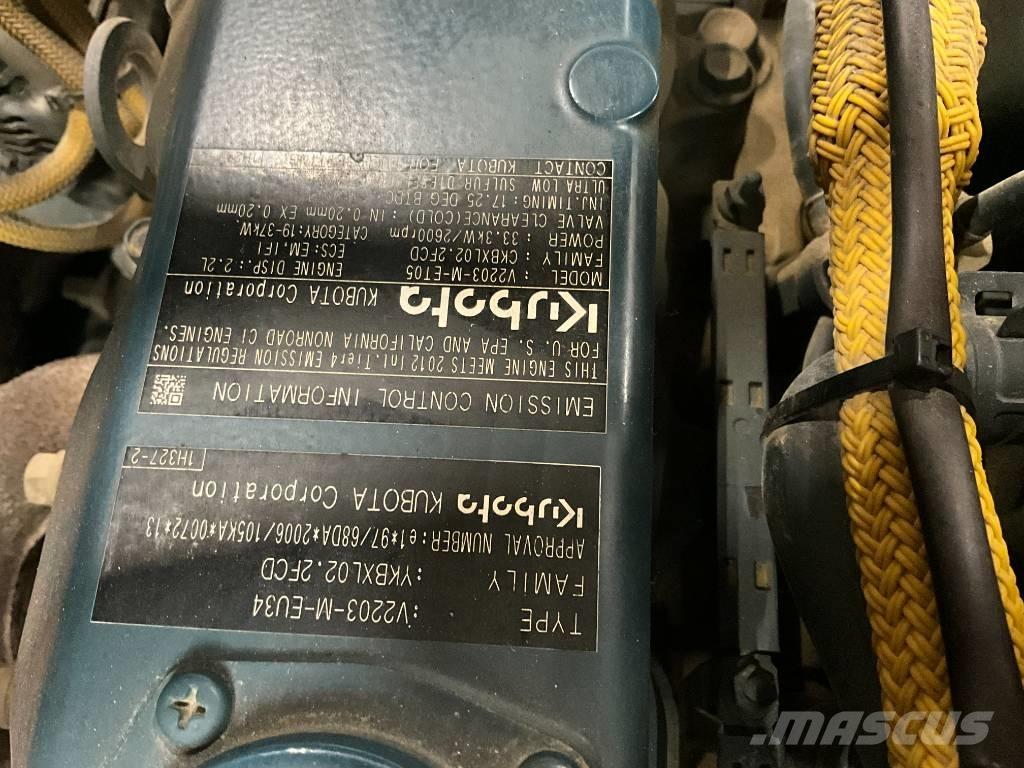 TYPE :V2203-M-EU34
FAMILY :YKBXL02.2FCD
APPROVAL NUMBER:e1*97/68DA*2006/105KA*0072*13
Kubota KUBOTA Corporation
1H327-2
EMISSION CONTROL INFORMATION
THIS ENGINE MEETS 2012 Int.Tier4 EMISSION REGULATIONS
FOR U. S. EPA AND CALIFORNIA NONROAD CI ENGINES.
Kubota KUBOTA Corporation
MODEL : V2203-M-ET05 ENGINE DISP.:2.2L
FAMILY : CKBXL02.2FCD ECS:EM,IFI
POWER : 33.3kW/2600rpm CATEGORY:19-37kW
VALVE CLEARANCE(COLD) : IN 0.20mm EX 0.20mm
INJ.TIMING:17.25 DEG BTDC
ULTRA LOW SULFUR
CONTACT KUBOTA FOR
MASCUS